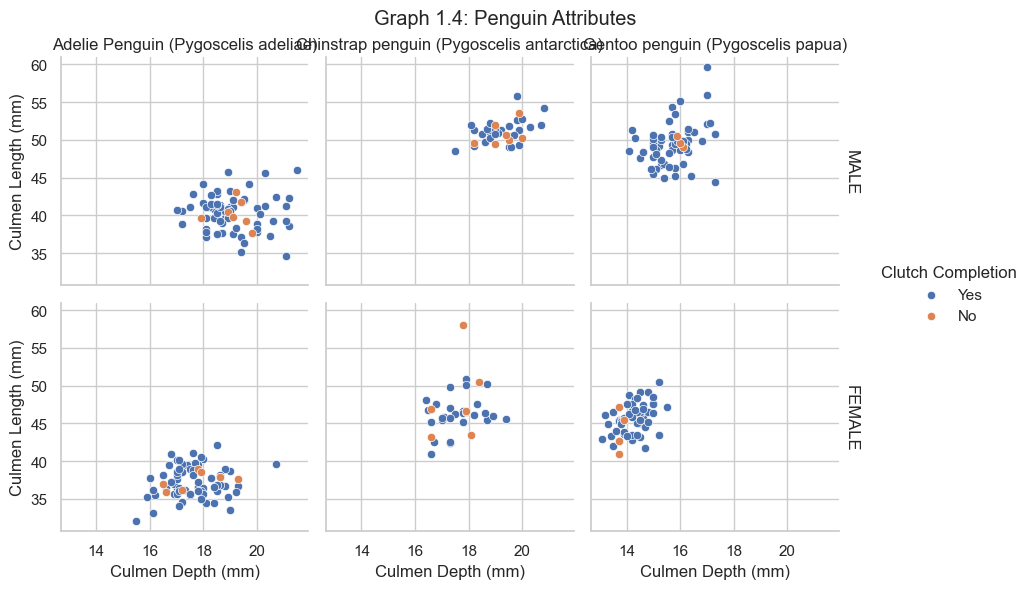 Graph 1.4: Penguin Attributes
Adelie Penguin (Pygoscelis adeliae)
Chinstrap penguin (Pygoscelis antarctica)
Gentoo penguin (Pygoscelis papua)
60
55
50
45
40
35
Culmen Length (mm)
MALE
Clutch Completion
Yes
No
60
55
50
45
40
35
Culmen Length (mm)
FEMALE
14 16 18 20
14 16 18 20
14 16 18 20
Culmen Depth (mm)
Culmen Depth (mm)
Culmen Depth (mm)